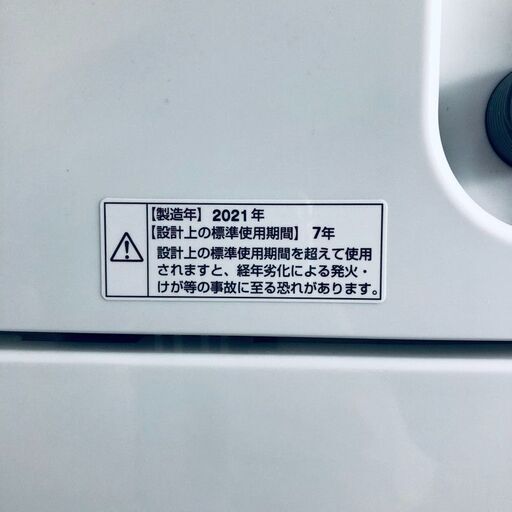 【製造年】 2021年
【設計上の標準使用期間】 7年
設計上の標準使用期間を超えて使用
されますと、経年劣化による発火・
けが等の事故に至る恐れがあります。